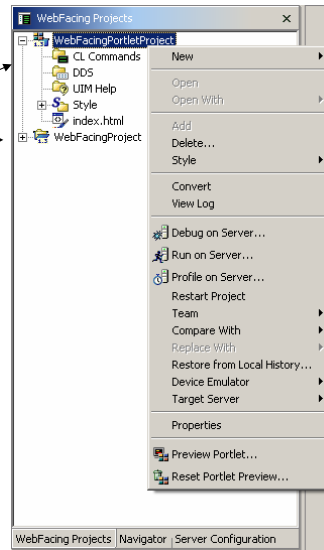 WebFacing Projects
WebFacingPortletProject
CL Commands
DDS
UIM Help
Style
index.html
WebFacingProject
New
Open
Open With
Add
Delete...
Style
Convert
View Log
Debug on Server...
Run on Server...
Profile on Server...
Restart Project
Team
Compare With
Replace With
Restore from Local History...
Device Emulator
Target Server
Properties
Preview Portlet...
Reset Portlet Preview...
WebFacing Projects Navigator Server Configuration